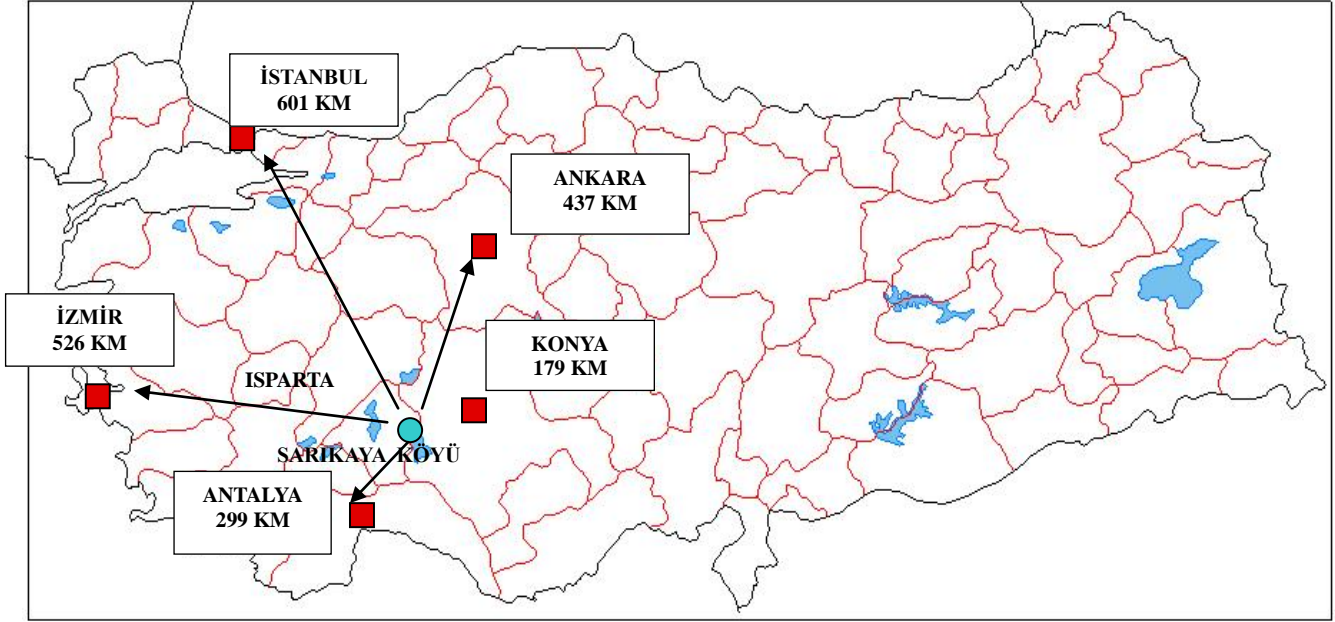 İSTANBUL
601 KM
ANKARA
437 KM
İZMİR
526 KM
KONYA
179 KM
ISPARTA
SARIKAYA KÖYÜ
ANTALYA
299 KM